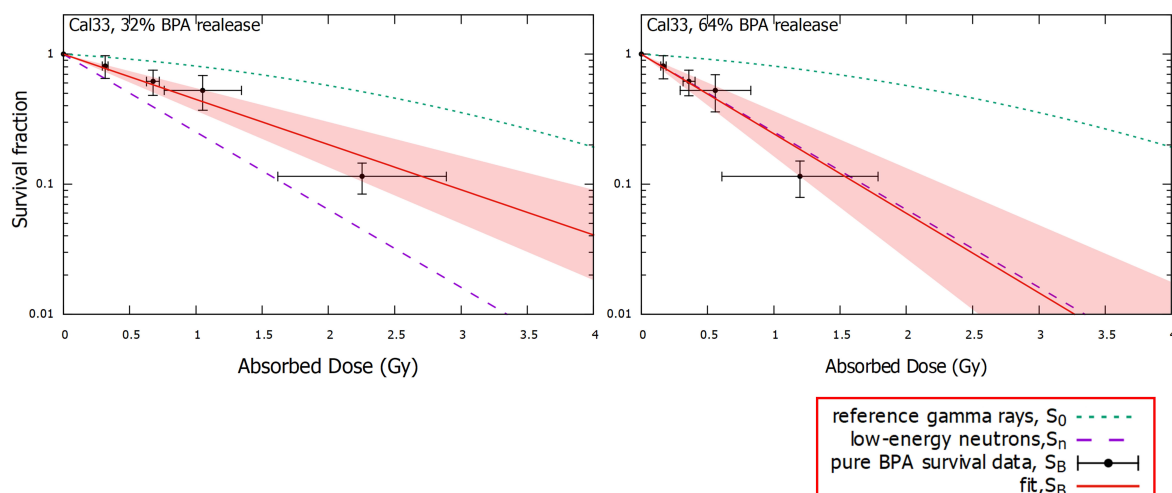 Cal33, 32% BPA realease
1
0.1
0.01
Survival fraction
0 0.5 1 1.5 2 2.5 3 3.5 4
Absorbed Dose (Gy)
Cal33, 64% BPA realease
1
0.1
0.01
0 0.5 1 1.5 2 2.5 3 3.5 4
Absorbed Dose (Gy)
reference gamma rays, S0
low-energy neutrons,Sn
pure BPA survival data, SB
fit,SB